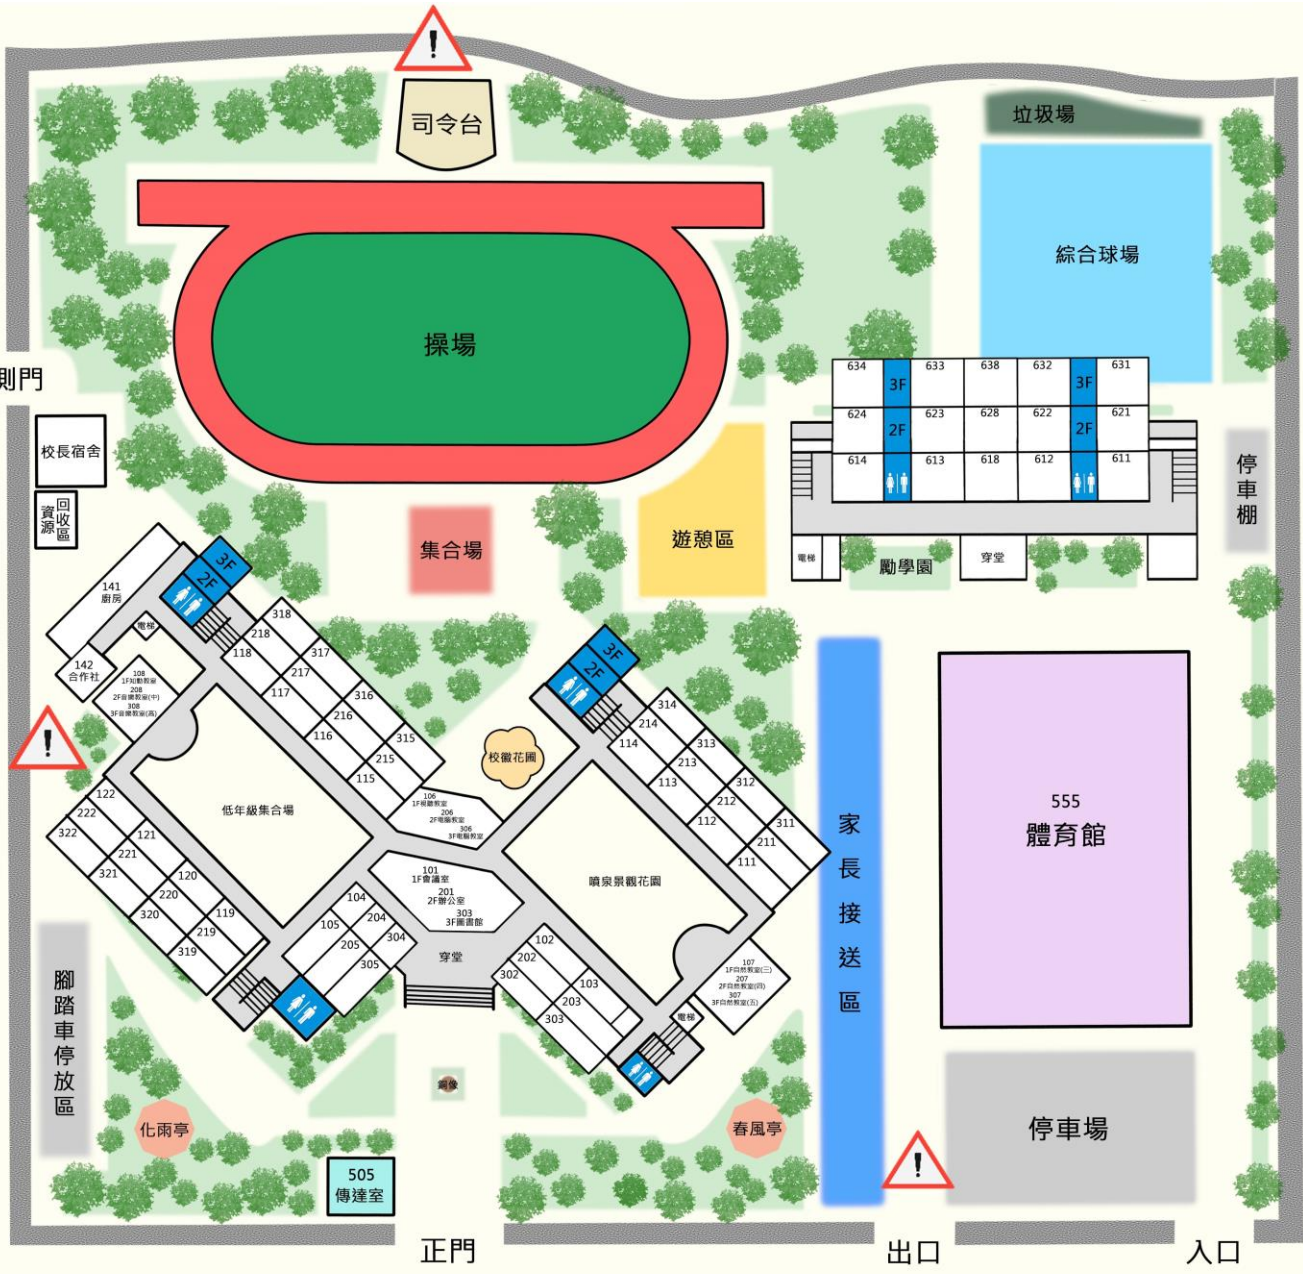 !
司令台
垃圾場
綜合球場
操場
側門
634
3F
633
638
632
3F
631
624
2F
623
628
622
2F
621
614
613
618
612
611
校長宿舍
資源
回收區
停車棚
集合場
遊憩區
電梯
勵學園
穿堂
141
廚房
3F
2F
電梯
142
合作社
108
1F知動教室
208
2F音樂教室(中)
308
3F音樂教室(高)
318
218
118
317
217
117
316
216
116
315
215
115
3F
2F
314
214
114
313
213
113
312
212
112
311
211
111
!
校徽花圃
106
1F視聽教室
206
2F電腦教室
306
3F電腦教室
低年級集合場
122
222
322
121
221
321
120
220
320
119
219
319
101
1F會議室
201
2F辦公室
303
3F圖書館
噴泉景觀花園
104
204
304
105
205
305
穿堂
102
202
302
103
203
303
107
1F自然教室(三)
207
2F自然教室(四)
307
3F自然教室(五)
電梯
家長接送區
555
體育館
腳踏車停放區
銅像
化雨亭
春風亭
505
傳達室
!
停車場
正門
出口
入口